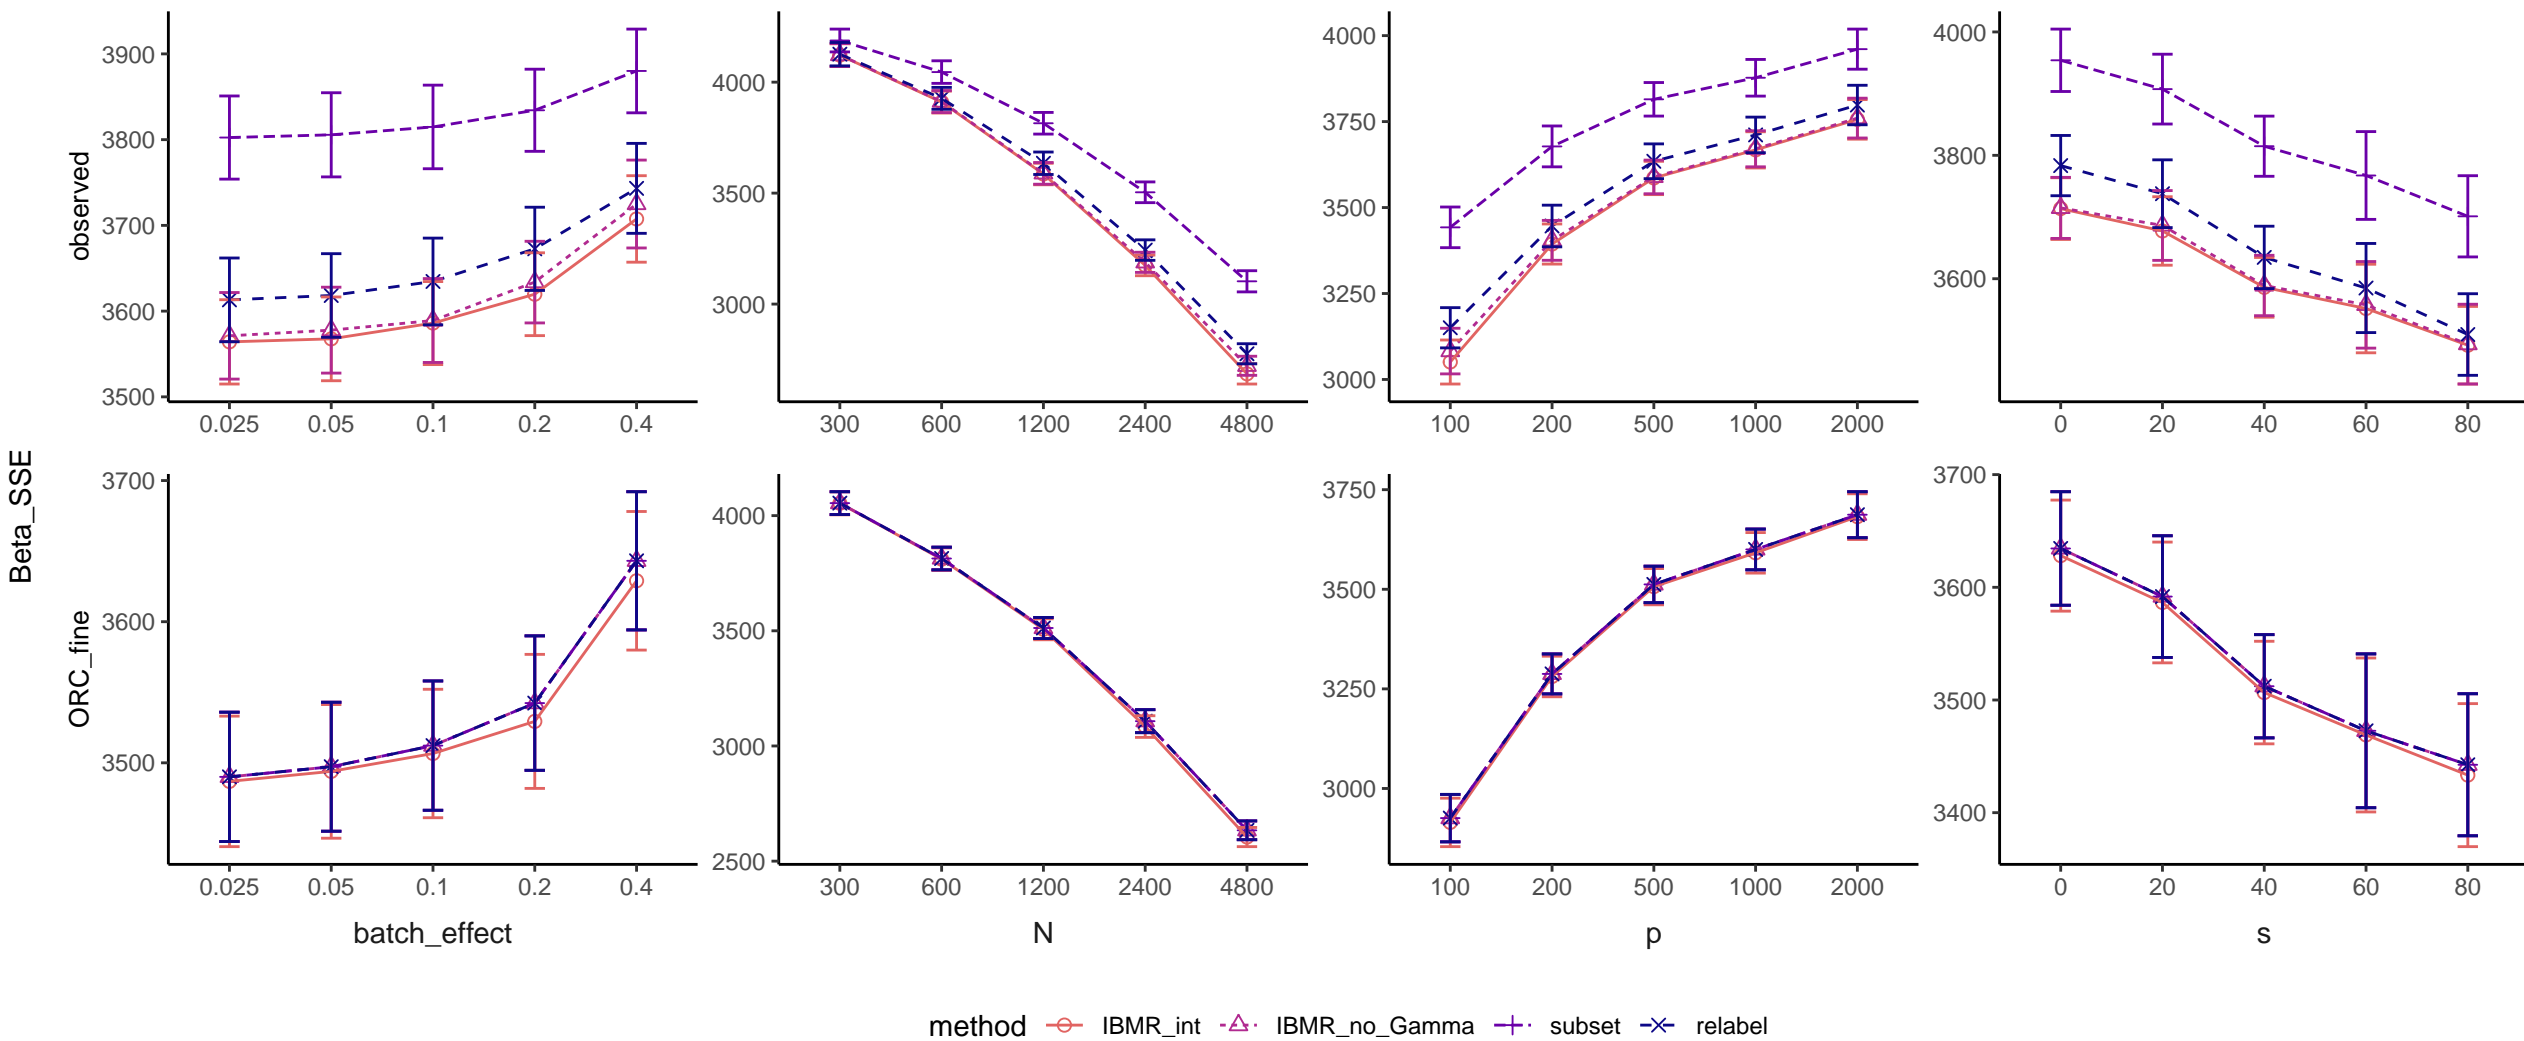 Beta_SSE
observed
3900
3800
3700
3600
3500
0.025 0.05 0.1 0.2 0.4
4000
3500
3000
300 600 1200 2400 4800
4000
3750
3500
3250
3000
100 200 500 1000 2000
4000
3800
3600
0 20 40 60 80
ORC_fine
3700
3600
3500
0.025 0.05 0.1 0.2 0.4
batch_effect
4000
3500
3000
2500
300 600 1200 2400 4800
N
3750
3500
3250
3000
100 200 500 1000 2000
p
3700
3600
3500
3400
0 20 40 60 80
s
method IBMR_int IBMR_no_Gamma subset relabel